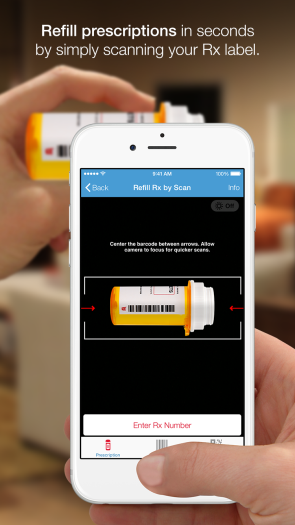 Refill prescriptions in seconds
by simply scanning your Rx label.
9:41 AM
100%
Back
Refill Rx by Scan
Info
Off
Center the barcode between arrows. Allow
camera to focus for quicker scans.
Enter Rx Number
Prescription